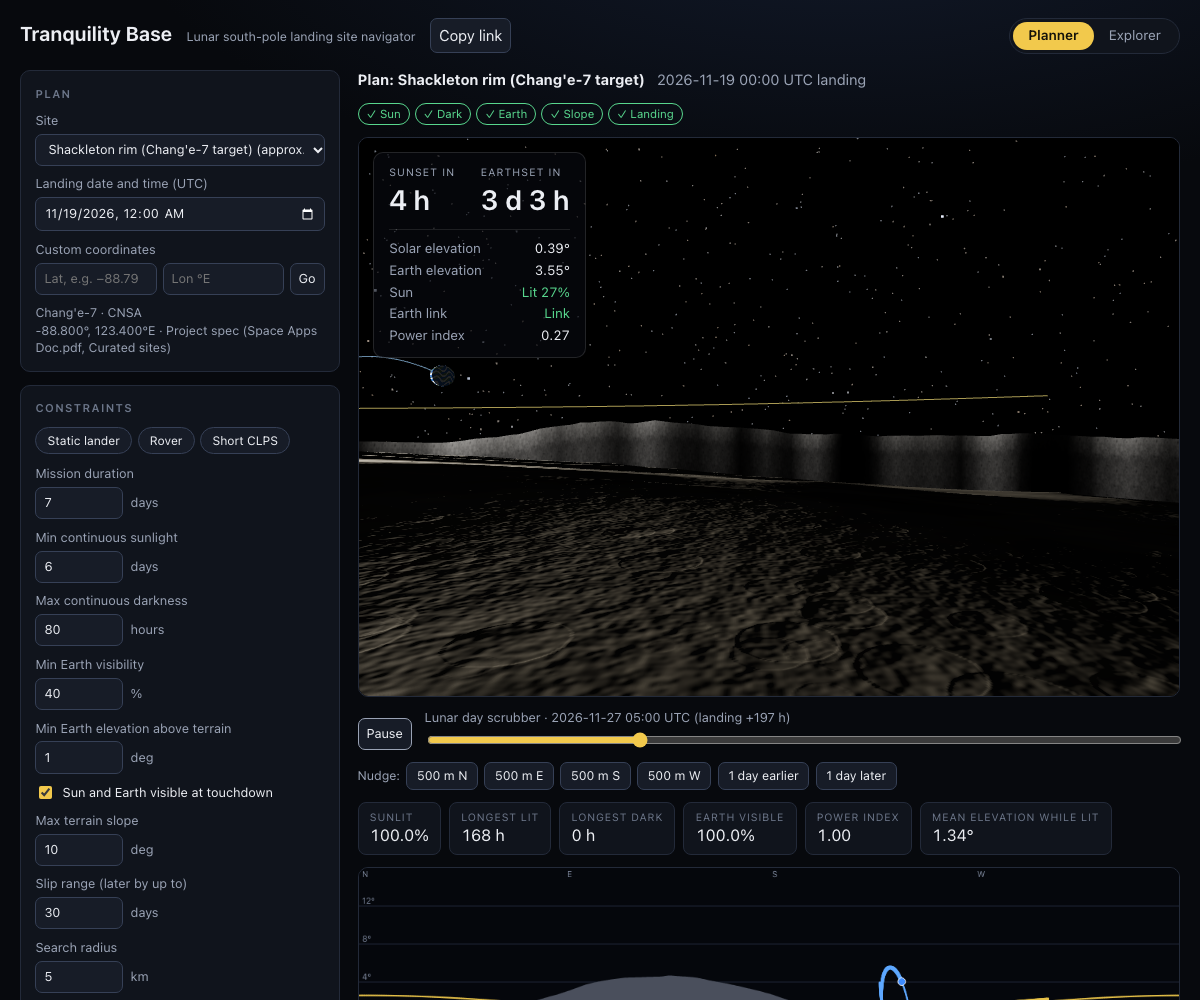 Tranquility Base
Lunar south-pole landing site navigator
Copy link
Planner
Explorer
PLAN
Site
Shackleton rim (Chang'e-7 target) (approx.
Landing date and time (UTC)
11/19/2026, 12:00 AM
Custom coordinates
Lat, e.g. −88.79
Lon °E
Go
Chang'e-7 · CNSA
-88.800°, 123.400°E · Project spec (Space Apps
Doc.pdf, Curated sites)
CONSTRAINTS
Static lander
Rover
Short CLPS
Mission duration
7 days
Min continuous sunlight
6 days
Max continuous darkness
80 hours
Min Earth visibility
40 %
Min Earth elevation above terrain
1 deg
Sun and Earth visible at touchdown
Max terrain slope
10 deg
Slip range (later by up to)
30 days
Search radius
5 km
Plan: Shackleton rim (Chang'e-7 target) 2026-11-19 00:00 UTC landing
✓ Sun
✓ Dark
✓ Earth
✓ Slope
✓ Landing
SUNSET IN
4 h
EARTHSET IN
3 d 3 h
Solar elevation 0.39°
Earth elevation 3.55°
Sun Lit 27%
Earth link Link
Power index 0.27
Pause
Lunar day scrubber · 2026-11-27 05:00 UTC (landing +197 h)
Nudge:
500 m N
500 m E
500 m S
500 m W
1 day earlier
1 day later
SUNLIT
100.0%
LONGEST LIT
168 h
LONGEST DARK
0 h
EARTH VISIBLE
100.0%
POWER INDEX
1.00
MEAN ELEVATION WHILE LIT
1.34°
N E S W
12°
8°
4°